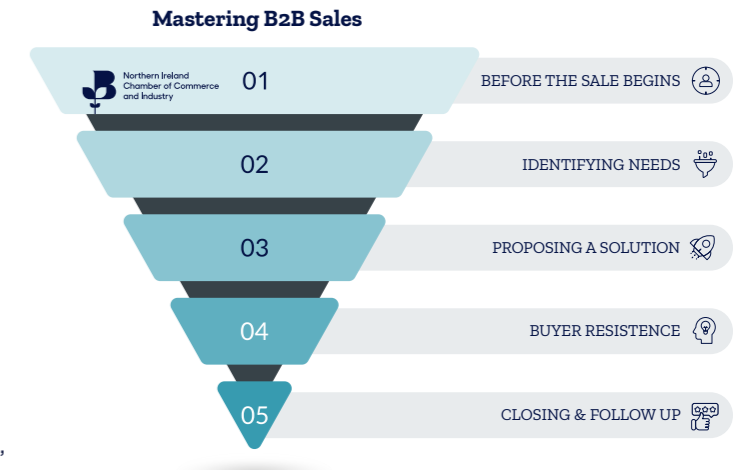 Mastering B2B Sales
Northern Ireland
Chamber of Commerce
and Industry
01
BEFORE THE SALE BEGINS
02
IDENTIFYING NEEDS
03
PROPOSING A SOLUTION
04
BUYER RESISTENCE
05
CLOSING & FOLLOW UP
,